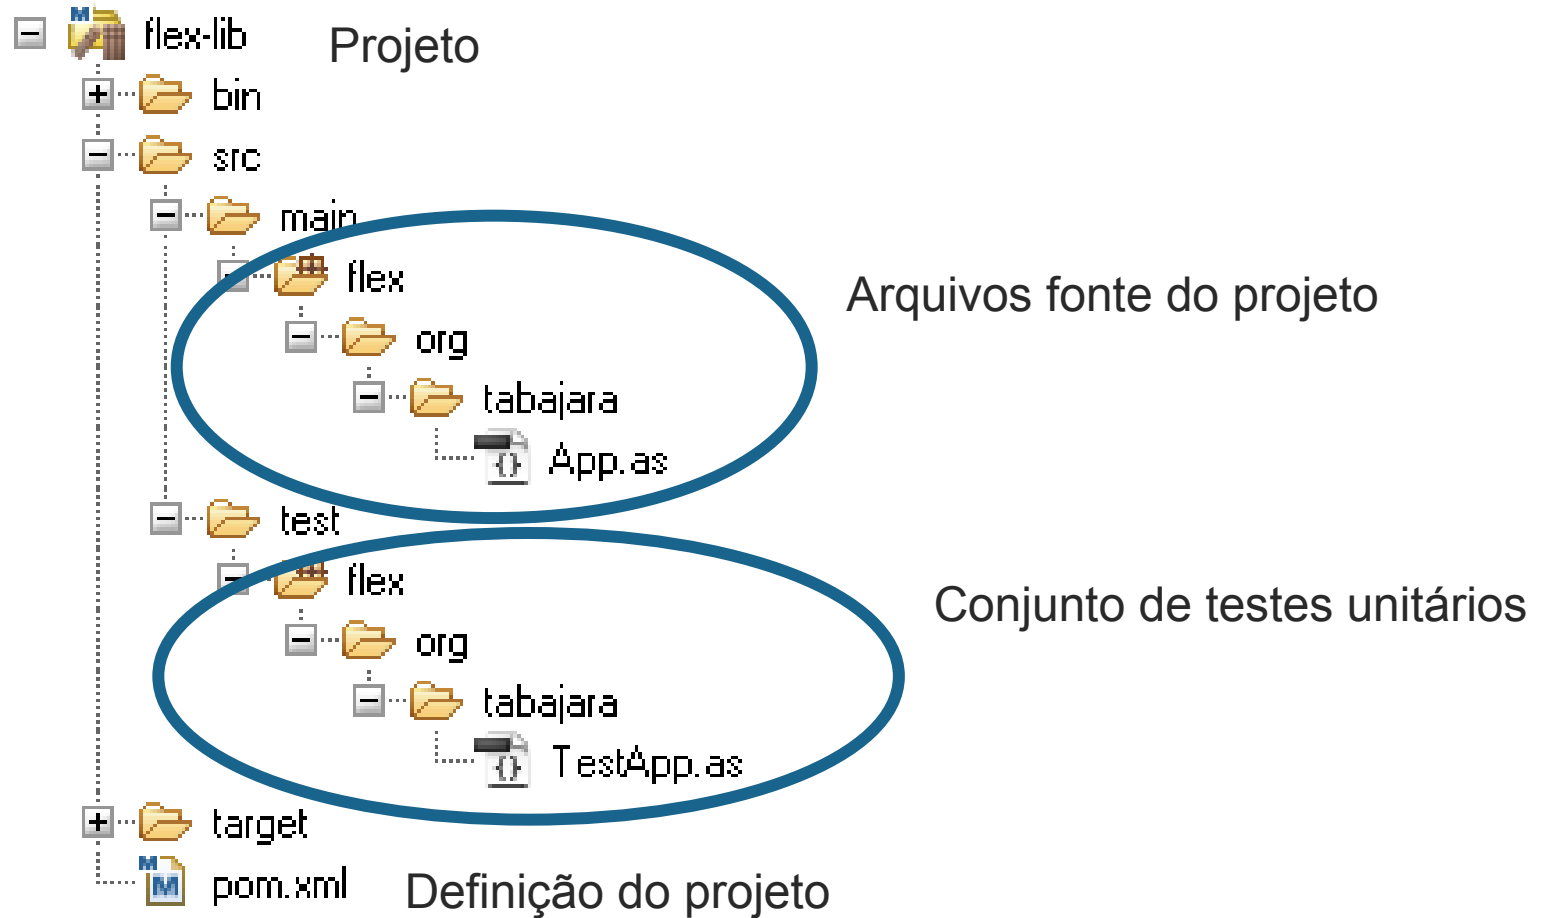 flex-lib Projeto
bin
src
main
flex
Arquivos fonte do projeto
org
tabajara
App.as
test
flex
Conjunto de testes unitários
org
tabajara
TestApp.as
target
pom.xml Definição do projeto